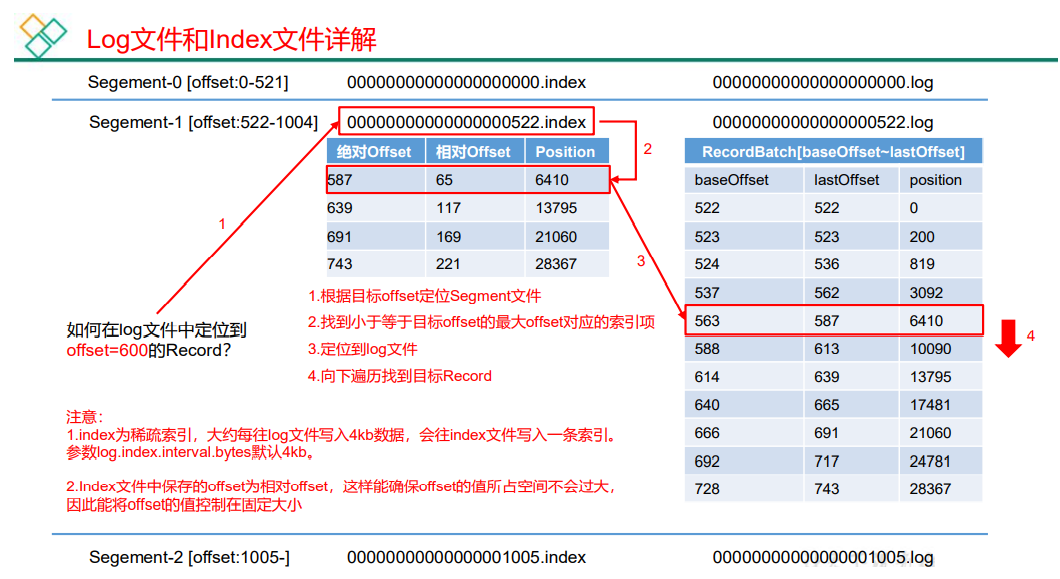 Log文件和Index文件详解
Segement-0 [offset:0-521] 00000000000000000000.index 00000000000000000000.log
Segement-1 [offset:522-1004] 00000000000000000522.index 00000000000000000522.log
2
绝对Offset 相对Offset Position
587 65 6410
639 117 13795
691 169 21060
743 221 28367
RecordBatch[baseOffset~lastOffset]
baseOffset lastOffset position
522 522 0
523 523 200
524 536 819
537 562 3092
563 587 6410
588 613 10090
614 639 13795
640 665 17481
666 691 21060
692 717 24781
728 743 28367
1
3
4
1.根据目标offset定位Segment文件
2.找到小于等于目标offset的最大offset对应的索引项
3.定位到log文件
4.向下遍历找到目标Record
如何在log文件中定位到
offset=600的Record？
注意：
1.index为稀疏索引，大约每往log文件写入4kb数据，会往index文件写入一条索引。
参数log.index.interval.bytes默认4kb。
2.Index文件中保存的offset为相对offset，这样能确保offset的值所占空间不会过大，
因此能将offset的值控制在固定大小
Segement-2 [offset:1005-] 00000000000000001005.index 00000000000000001005.log